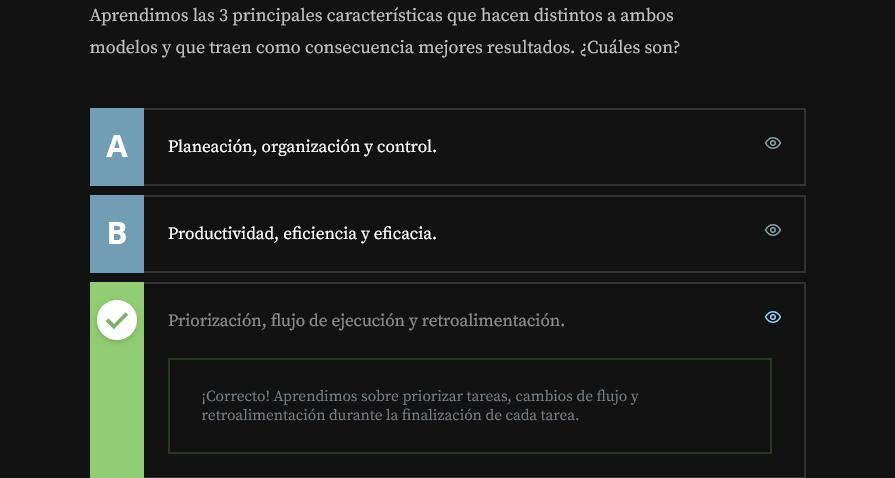 Aprendimos las 3 principales características que hacen distintos a ambos
modelos y que traen como consecuencia mejores resultados. ¿Cuáles son?
A
Planeación, organización y control.
B
Productividad, eficiencia y eficacia.
Priorización, flujo de ejecución y retroalimentación.
¡Correcto! Aprendimos sobre priorizar tareas, cambios de flujo y
retroalimentación durante la finalización de cada tarea.